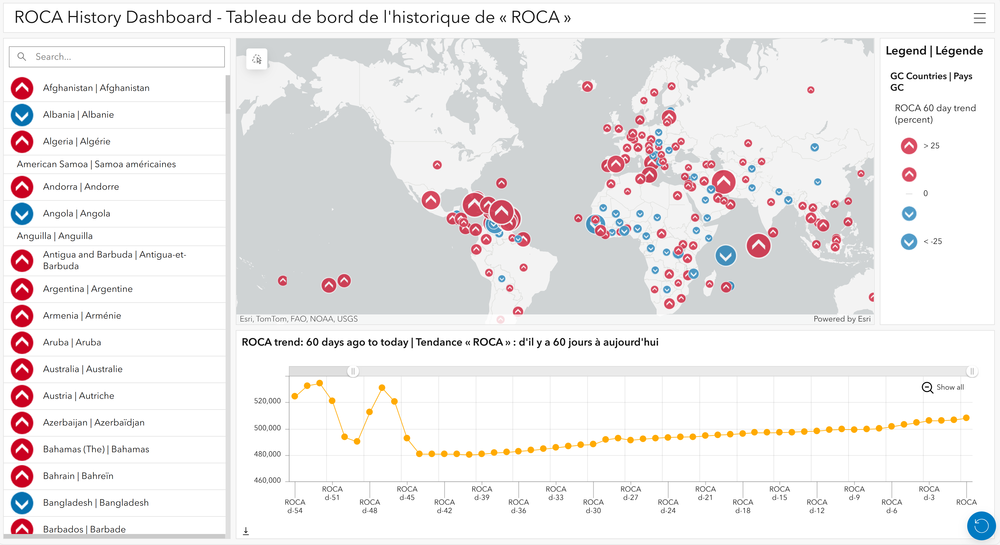 ROCA History Dashboard - Tableau de bord de l'historique de « ROCA »
Search...
Afghanistan | Afghanistan
Albania | Albanie
Algeria | Algérie
American Samoa | Samoa américaines
Andorra | Andorre
Angola | Angola
Anguilla | Anguilla
Antigua and Barbuda | Antigua-et-
Barbuda
Argentina | Argentine
Armenia | Arménie
Aruba | Aruba
Australia | Australie
Austria | Autriche
Azerbaijan | Azerbaïdjan
Bahamas (The) | Bahamas
Bahrain | Bahreïn
Bangladesh | Bangladesh
Barbados | Barbade
Esri, TomTom, FAO, NOAA, USGS
Powered by Esri
Legend | Légende
GC Countries | Pays
GC
ROCA 60 day trend
(percent)
> 25
0
< -25
ROCA trend: 60 days ago to today | Tendance « ROCA » : d'il y a 60 jours à aujourd'hui
Show all
520,000
500,000
480,000
460,000
ROCA
d-54
ROCA
d-51
ROCA
d-48
ROCA
d-45
ROCA
d-42
ROCA
d-39
ROCA
d-36
ROCA
d-33
ROCA
d-30
ROCA
d-27
ROCA
d-24
ROCA
d-21
ROCA
d-18
ROCA
d-15
ROCA
d-12
ROCA
d-9
ROCA
d-6
ROCA
d-3
ROCA